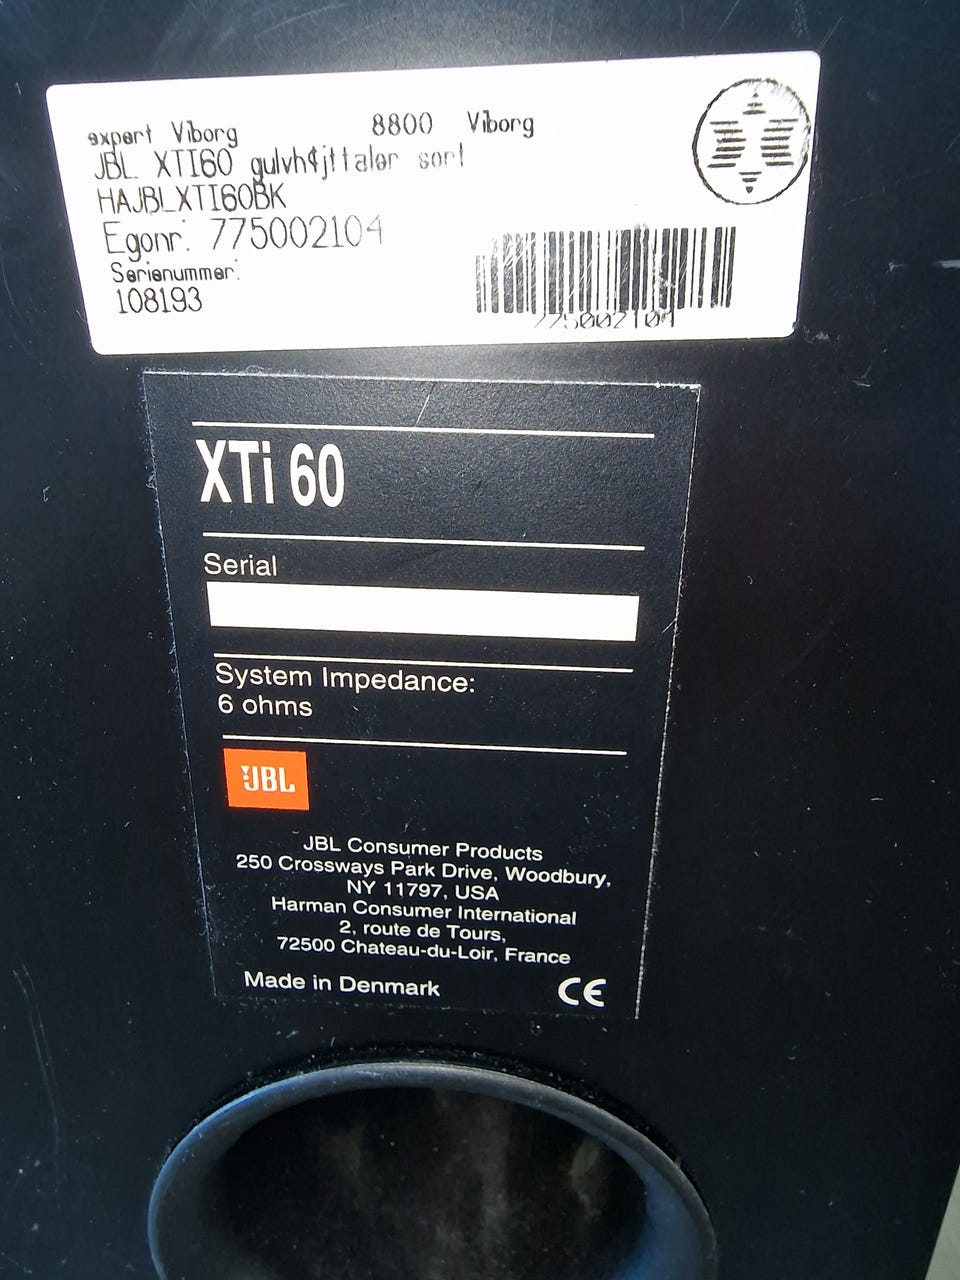 expert Viborg 8800 Viborg
JBL XTI60 gulvh¢jttaler sort
HAJBLXTI60BK
Egonr. 775002104
Serienummer:
108193
775002104
XTi 60
Serial
System Impedance:
6 ohms
JBL
JBL Consumer Products
250 Crossways Park Drive, Woodbury,
NY 11797, USA
Harman Consumer International
2, route de Tours,
72500 Chateau-du-Loir, France
Made in Denmark CE